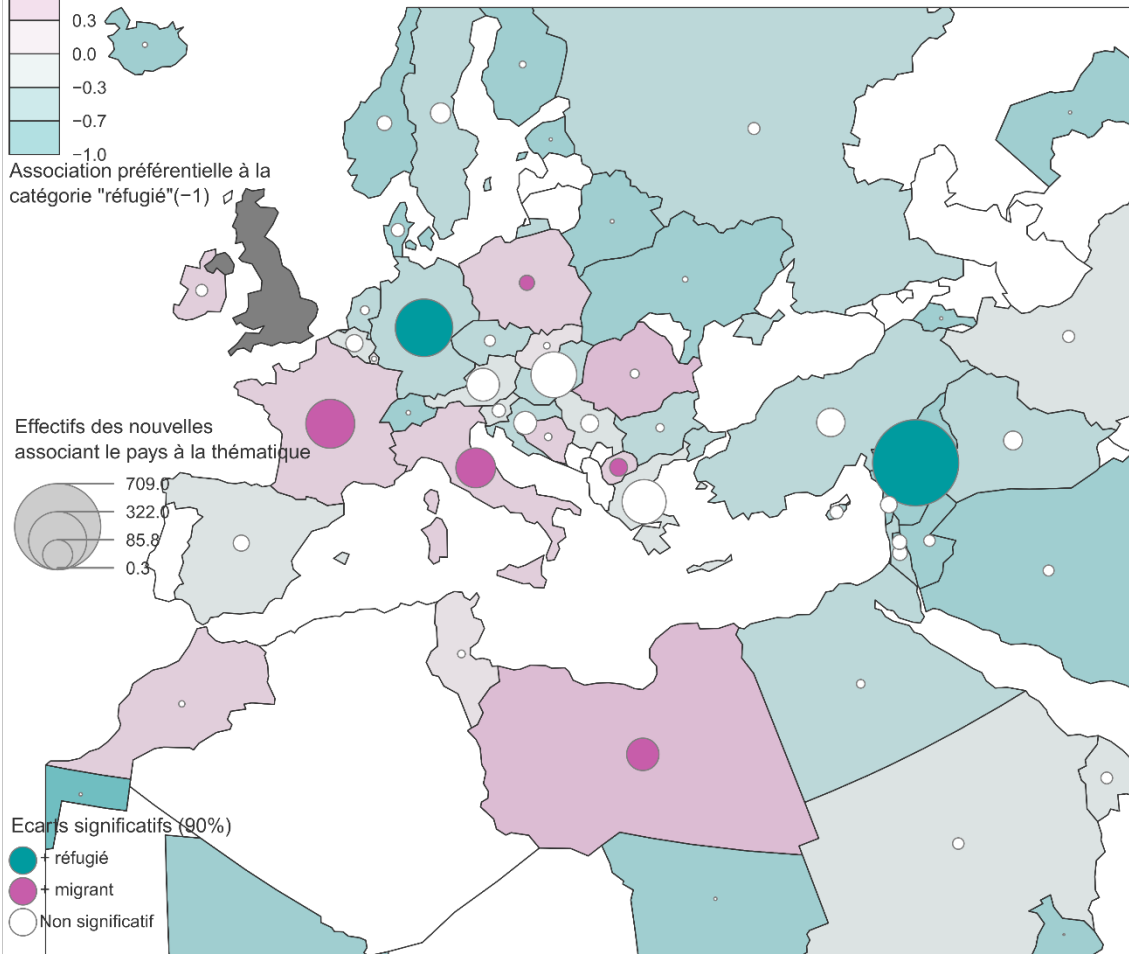 0.3
0.0
−0.3
−0.7
−1.0
Association préférentielle à la
catégorie "réfugié"(−1)
Effectifs des nouvelles
associant le pays à la thématique
709.0
322.0
85.8
0.3
Ecarts significatifs (90%)
+ réfugié
+ migrant
Non significatif